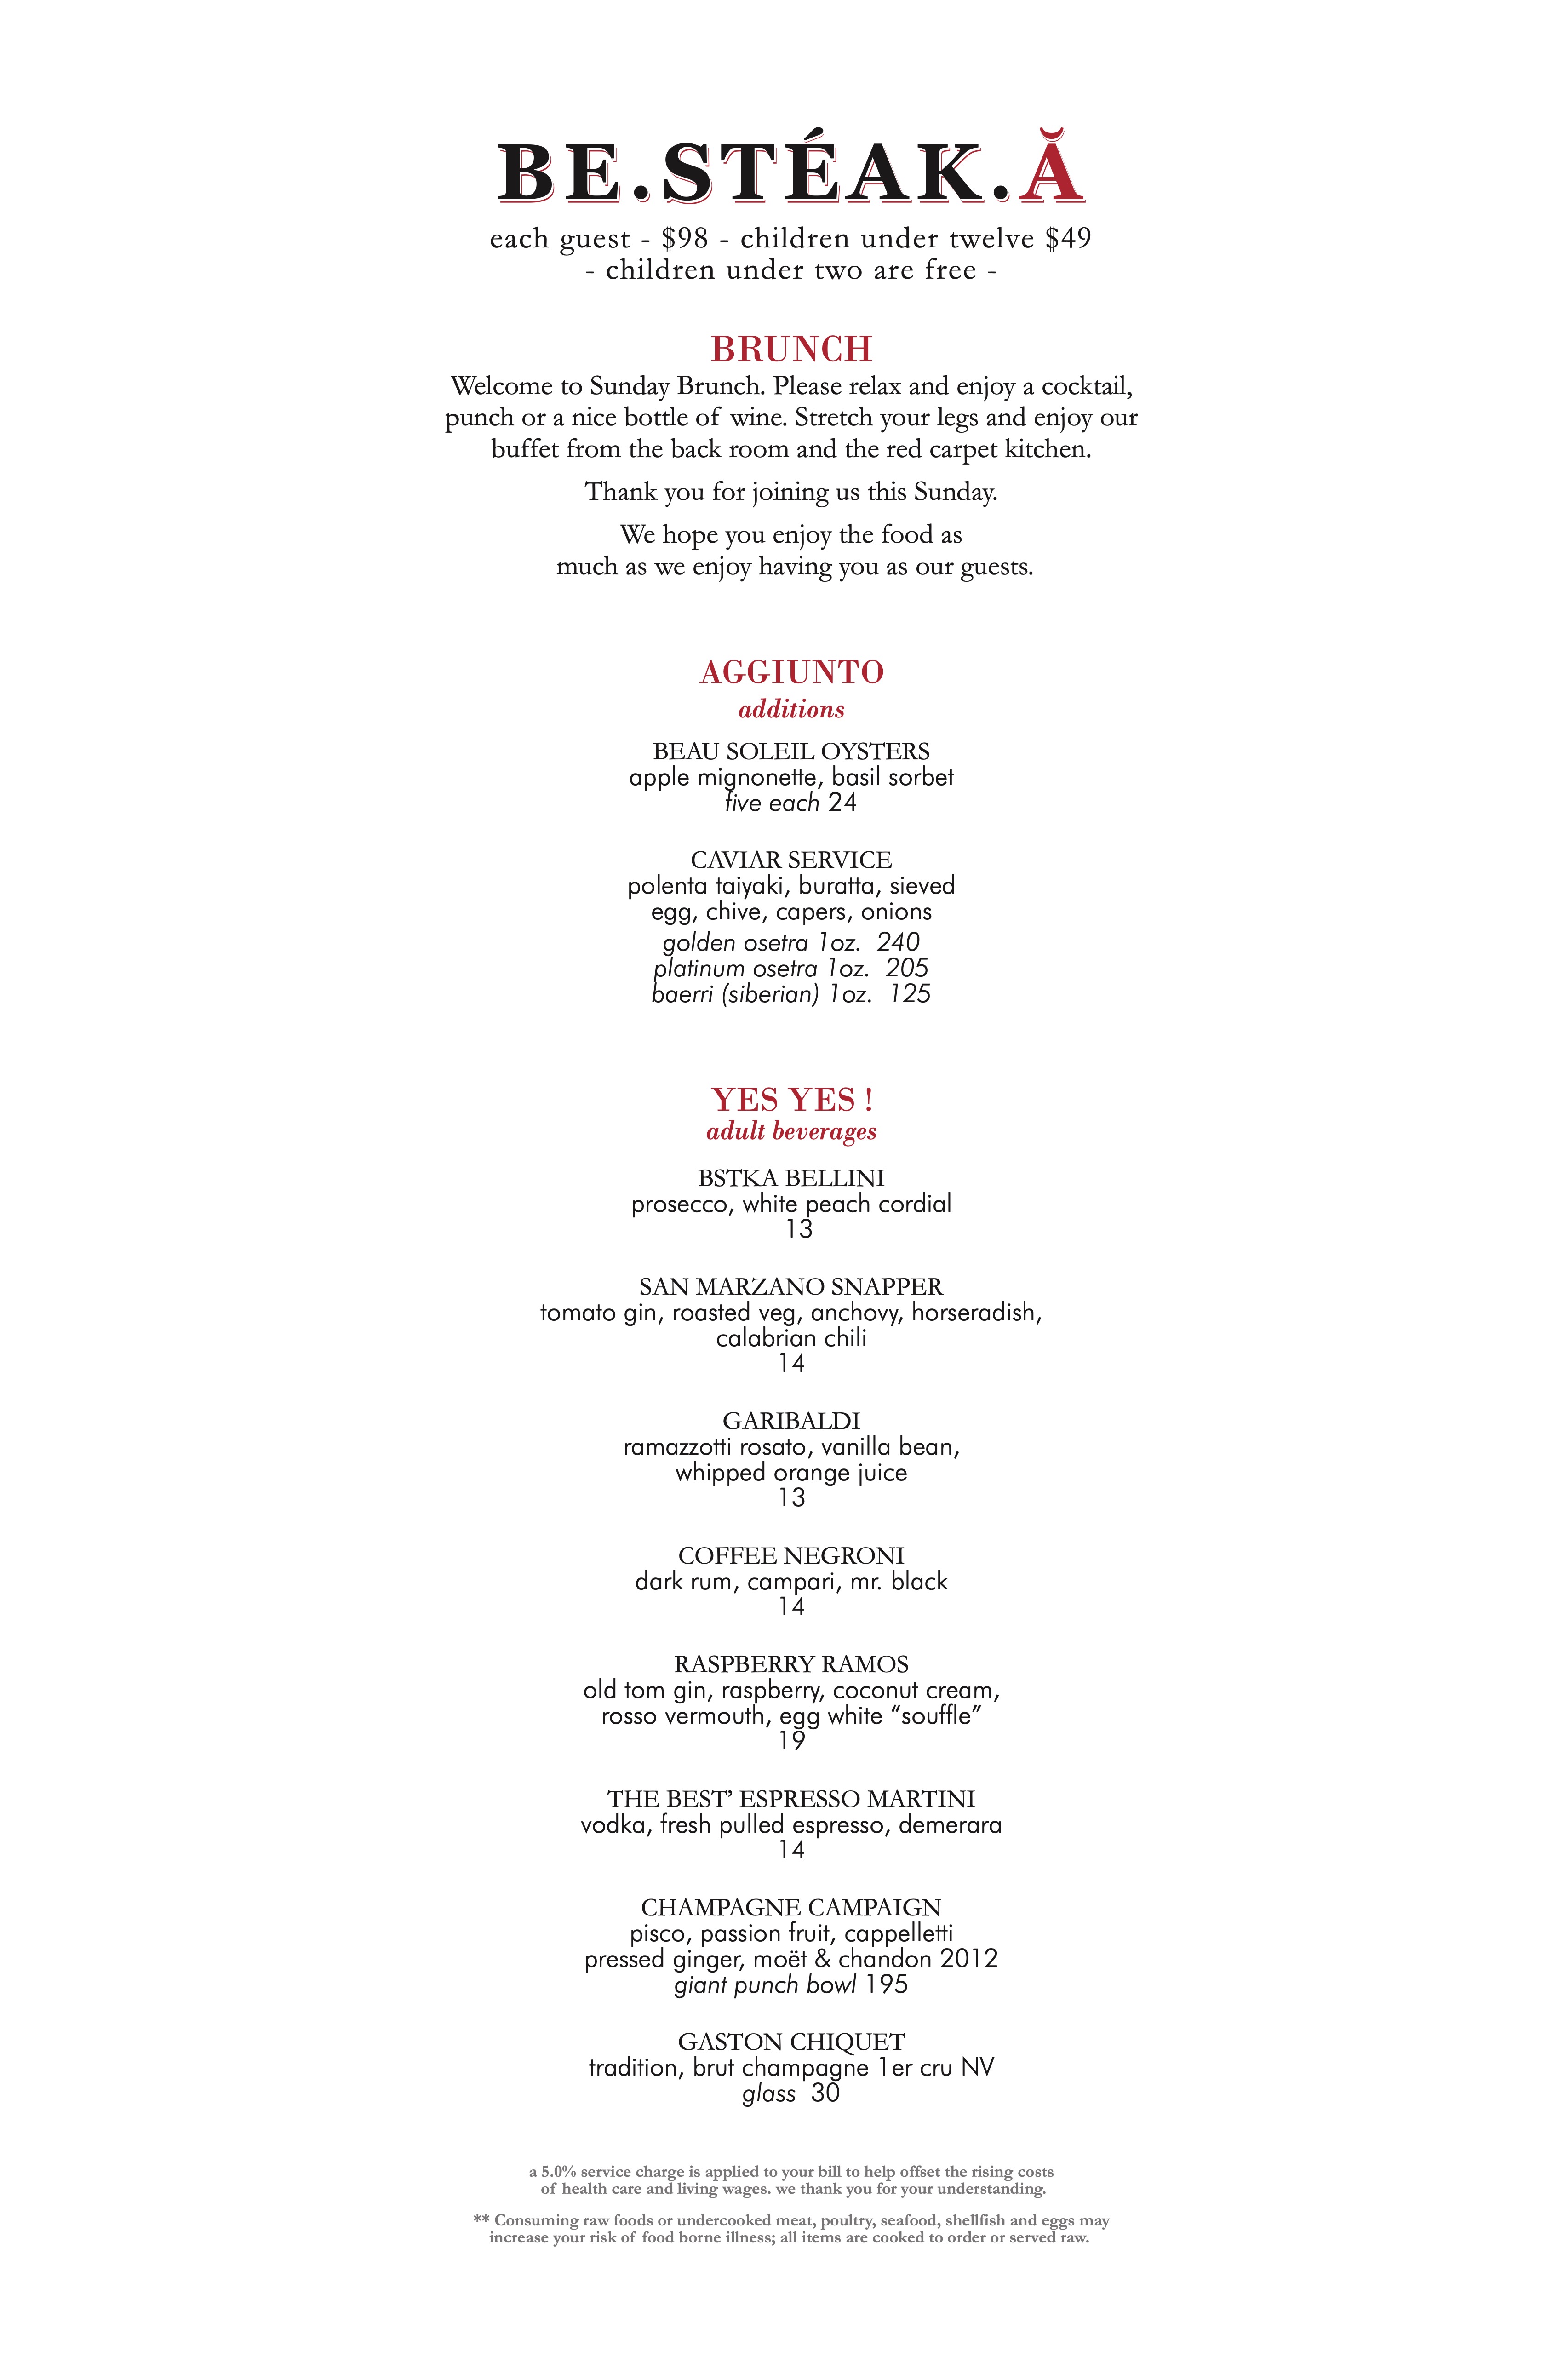 BE.STÉAK.Ă
each guest - $98 - children under twelve $49
- children under two are free -
BRUNCH
Welcome to Sunday Brunch. Please relax and enjoy a cocktail,
punch or a nice bottle of wine. Stretch your legs and enjoy our
buffet from the back room and the red carpet kitchen.
Thank you for joining us this Sunday.
We hope you enjoy the food as
much as we enjoy having you as our guests.
AGGIUNTO
additions
BEAU SOLEIL OYSTERS
apple mignonette, basil sorbet
five each 24
CAVIAR SERVICE
polenta taiyaki, buratta, sieved
egg, chive, capers, onions
golden osetra 1oz. 240
platinum osetra 1oz. 205
baerri (siberian) 1oz. 125
YES YES !
adult beverages
BSTKA BELLINI
prosecco, white peach cordial
13
SAN MARZANO SNAPPER
tomato gin, roasted veg, anchovy, horseradish,
calabrian chili
14
GARIBALDI
ramazzotti rosato, vanilla bean,
whipped orange juice
13
COFFEE NEGRONI
dark rum, campari, mr. black
14
RASPBERRY RAMOS
old tom gin, raspberry, coconut cream,
rosso vermouth, egg white “souffle”
19
THE BEST’ ESPRESSO MARTINI
vodka, fresh pulled espresso, demerara
14
CHAMPAGNE CAMPAIGN
pisco, passion fruit, cappelletti
pressed ginger, moët & chandon 2012
giant punch bowl 195
GASTON CHIQUET
tradition, brut champagne 1er cru NV
glass 30
a 5.0% service charge is applied to your bill to help offset the rising costs
of health care and living wages. we thank you for your understanding.
** Consuming raw foods or undercooked meat, poultry, seafood, shellfish and eggs may
increase your risk of food borne illness; all items are cooked to order or served raw.